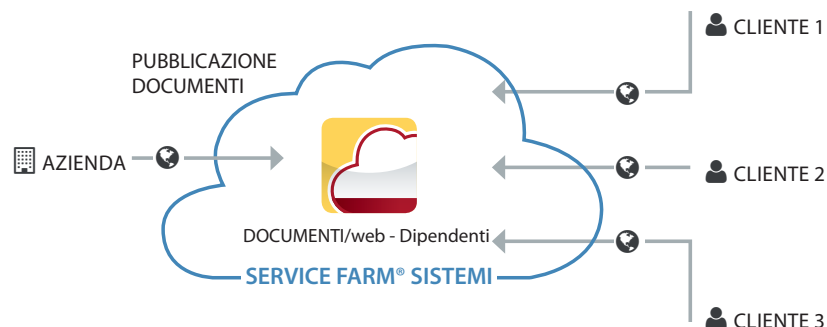 CLIENTE 1
PUBBLICAZIONE
DOCUMENTI
AZIENDA
CLIENTE 2
DOCUMENTI/web - Dipendenti
SERVICE FARM® SISTEMI
CLIENTE 3